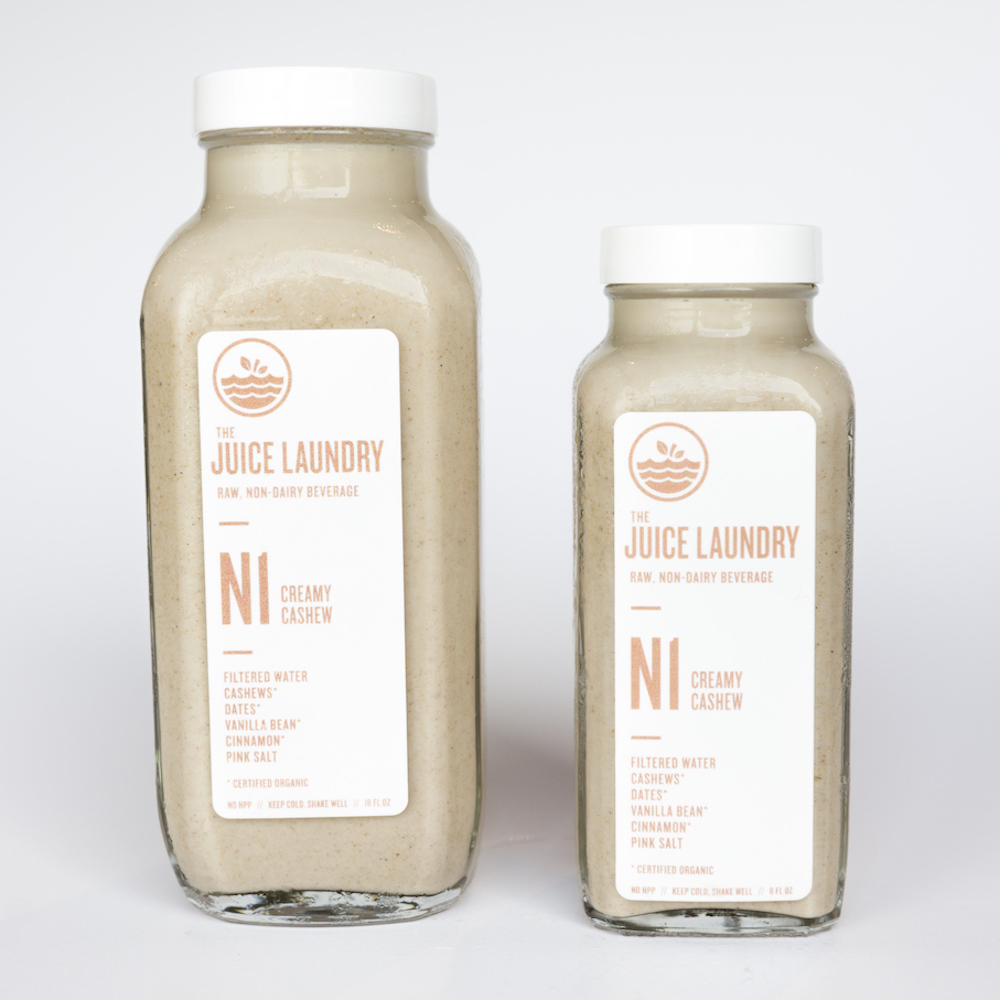 THE
JUICE LAUNDRY
RAW, NON-DAIRY BEVERAGE
N1 CREAMY
CASHEW
FILTERED WATER
CASHEWS*
DATES*
VANILLA BEAN*
CINNAMON*
PINK SALT
* CERTIFIED ORGANIC
NO HPP // KEEP COLD, SHAKE WELL // 16 FL OZ
THE
JUICE LAUNDRY
RAW, NON-DAIRY BEVERAGE
N1 CREAMY
CASHEW
FILTERED WATER
CASHEWS*
DATES*
VANILLA BEAN*
CINNAMON*
PINK SALT
* CERTIFIED ORGANIC
NO HPP // KEEP COLD, SHAKE WELL // 8 FL OZ